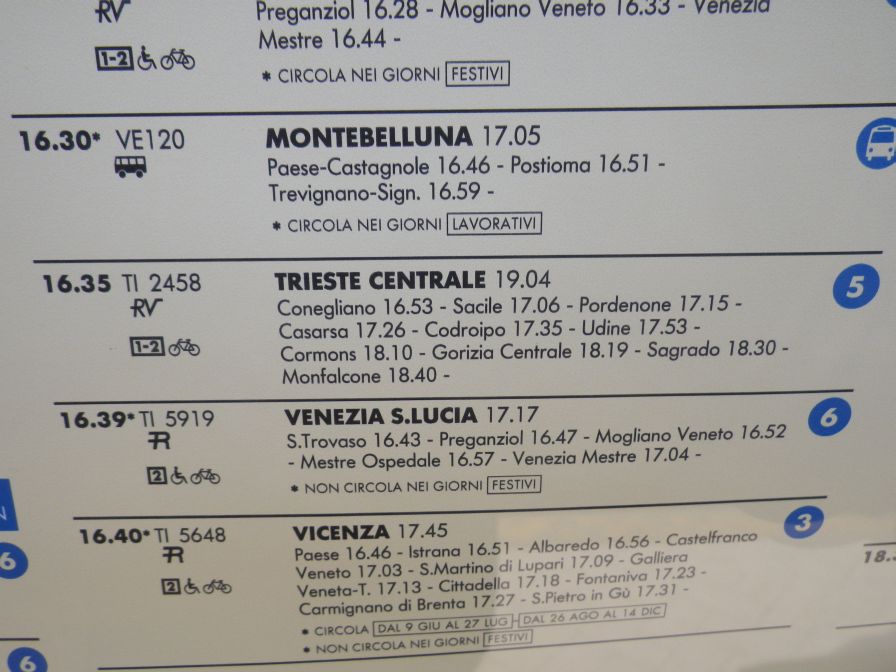 RV
Preganziol 16.28 - Mogliano Veneto 16.33 - Venezia
Mestre 16.44 -
1-2
* CIRCOLA NEI GIORNI FESTIVI
16.30* VE120 MONTEBELLUNA 17.05
Paese-Castagnole 16.46 - Postioma 16.51 -
Trevignano-Sign. 16.59 -
* CIRCOLA NEI GIORNI LAVORATIVI
16.35 TI 2458 TRIESTE CENTRALE 19.04 5
RV
Conegliano 16.53 - Sacile 17.06 - Pordenone 17.15 -
Casarsa 17.26 - Codroipo 17.35 - Udine 17.53 -
1-2
Cormons 18.10 - Gorizia Centrale 18.19 - Sagrado 18.30 -
Monfalcone 18.40 -
16.39* TI 5919 VENEZIA S.LUCIA 17.17 6
R
S.Trovaso 16.43 - Preganziol 16.47 - Mogliano Veneto 16.52
- Mestre Ospedale 16.57 - Venezia Mestre 17.04 -
2
* NON CIRCOLA NEI GIORNI FESTIVI
16.40* TI 5648 VICENZA 17.45 3
R
Paese 16.46 - Istrana 16.51 - Albaredo 16.56 - Castelfranco
Veneto 17.03 - S.Martino di Lupari 17.09 - Galliera
2
Veneta-T. 17.13 - Cittadella 17.18 - Fontaniva 17.23 -
Carmignano di Brenta 17.27 - S.Pietro in Gù 17.31 -
* CIRCOLA DAL 9 GIU AL 27 LUG - DAL 26 AGO AL 14 DIC
* NON CIRCOLA NEI GIORNI FESTIVI
N
6
6